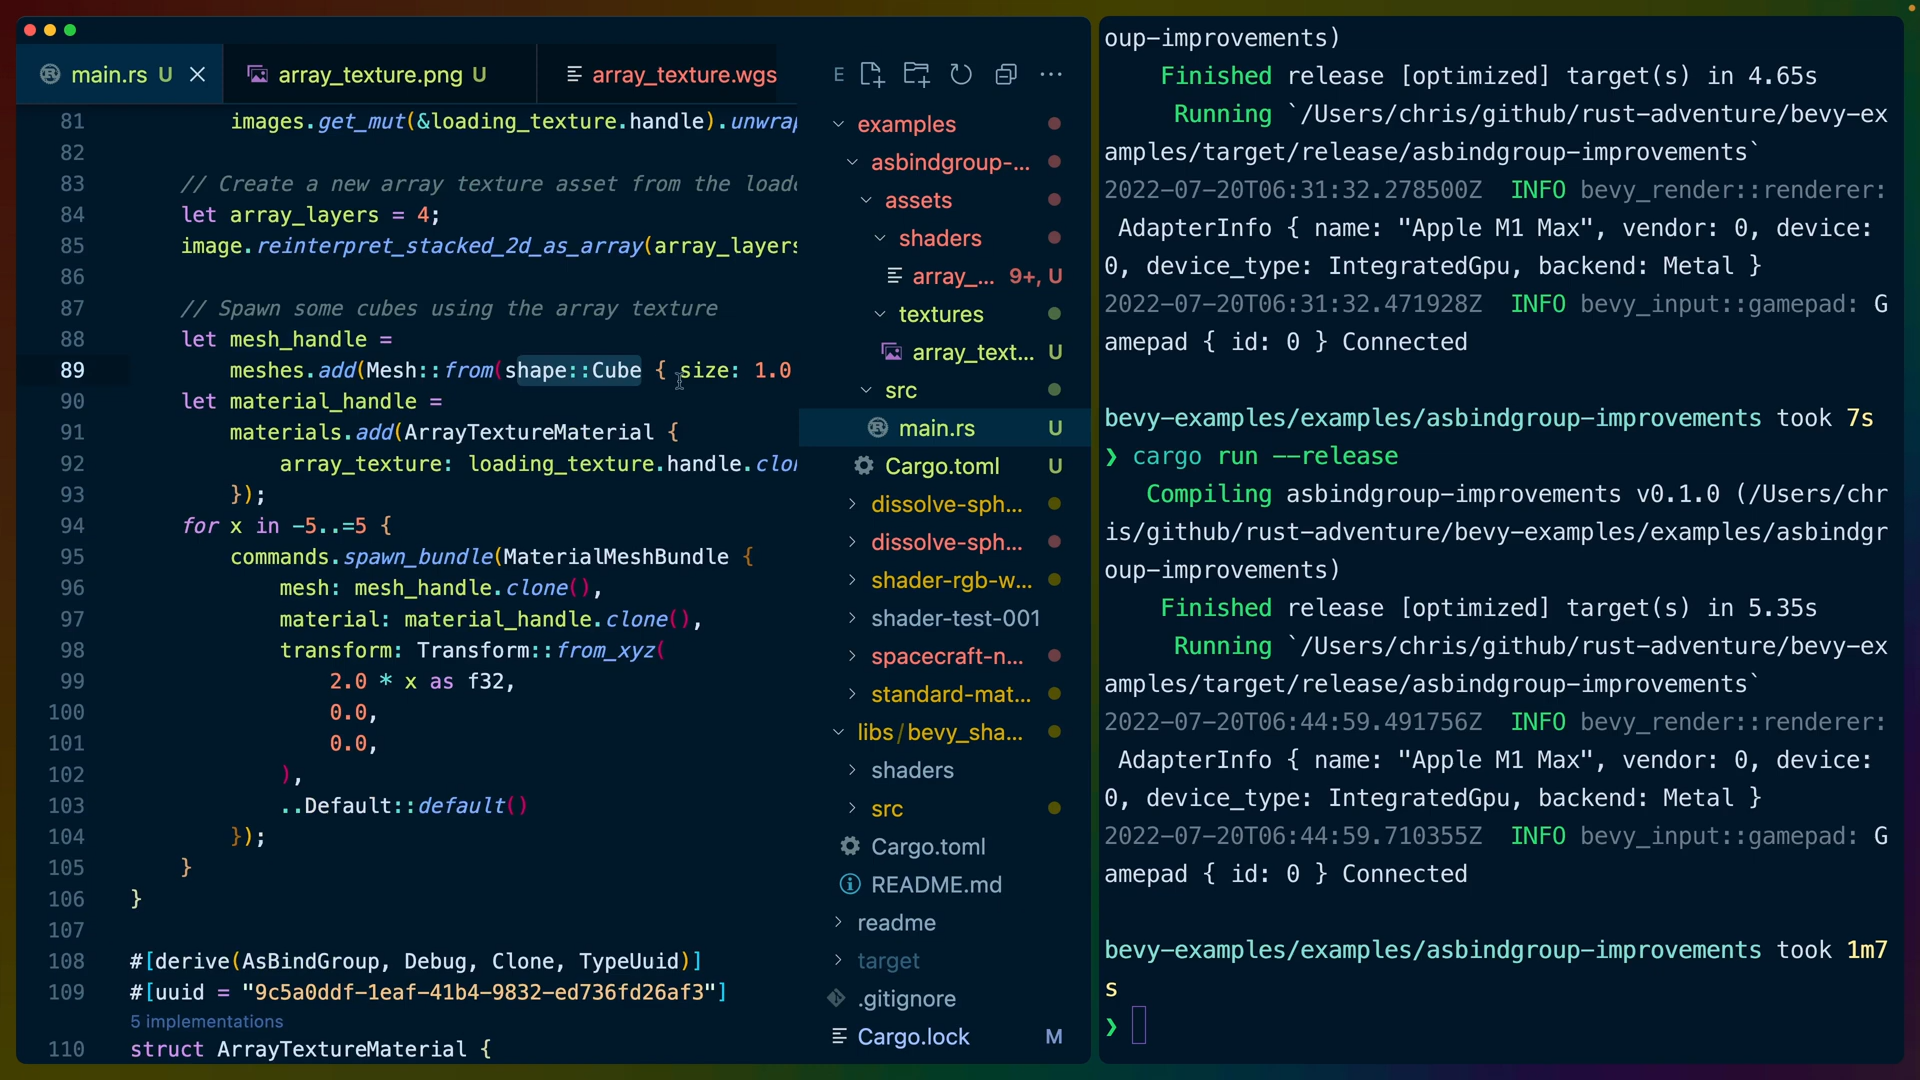 main.rs U
array_texture.png U
array_texture.wgs
E
81 images.get_mut(&loading_texture.handle).unwrap
82
83 // Create a new array texture asset from the load
84 let array_layers = 4;
85 image.reinterpret_stacked_2d_as_array(array_layers
86
87 // Spawn some cubes using the array texture
88 let mesh_handle =
89 meshes.add(Mesh::from(shape::Cube { size: 1.0
90 let material_handle =
91 materials.add(ArrayTextureMaterial {
92 array_texture: loading_texture.handle.clo
93 });
94 for x in -5..=5 {
95 commands.spawn_bundle(MaterialMeshBundle {
96 mesh: mesh_handle.clone(),
97 material: material_handle.clone(),
98 transform: Transform::from_xyz(
99 2.0 * x as f32,
100 0.0,
101 0.0,
102 ),
103 ..Default::default()
104 });
105 }
106 }
107
108 #[derive(AsBindGroup, Debug, Clone, TypeUuid)]
109 #[uuid = "9c5a0ddf-1eaf-41b4-9832-ed736fd26af3"]
5 implementations
110 struct ArrayTextureMaterial {
examples
asbindgroup-...
assets
shaders
array_... 9+, U
textures
array_text... U
src
main.rs U
Cargo.toml U
dissolve-sph...
dissolve-sph...
shader-rgb-w...
shader-test-001
spacecraft-n...
standard-mat...
libs/bevy_sha...
shaders
src
Cargo.toml
README.md
readme
target
.gitignore
Cargo.lock M
oup-improvements)
Finished release [optimized] target(s) in 4.65s
Running `/Users/chris/github/rust-adventure/bevy-ex
amples/target/release/asbindgroup-improvements`
2022-07-20T06:31:32.278500Z INFO bevy_render::renderer:
AdapterInfo { name: "Apple M1 Max", vendor: 0, device:
0, device_type: IntegratedGpu, backend: Metal }
2022-07-20T06:31:32.471928Z INFO bevy_input::gamepad: G
amepad { id: 0 } Connected
bevy-examples/examples/asbindgroup-improvements took 7s
❯ cargo run --release
Compiling asbindgroup-improvements v0.1.0 (/Users/chr
is/github/rust-adventure/bevy-examples/examples/asbindgr
oup-improvements)
Finished release [optimized] target(s) in 5.35s
Running `/Users/chris/github/rust-adventure/bevy-ex
amples/target/release/asbindgroup-improvements`
2022-07-20T06:44:59.491756Z INFO bevy_render::renderer:
AdapterInfo { name: "Apple M1 Max", vendor: 0, device:
0, device_type: IntegratedGpu, backend: Metal }
2022-07-20T06:44:59.710355Z INFO bevy_input::gamepad: G
amepad { id: 0 } Connected
bevy-examples/examples/asbindgroup-improvements took 1m7
s
❯